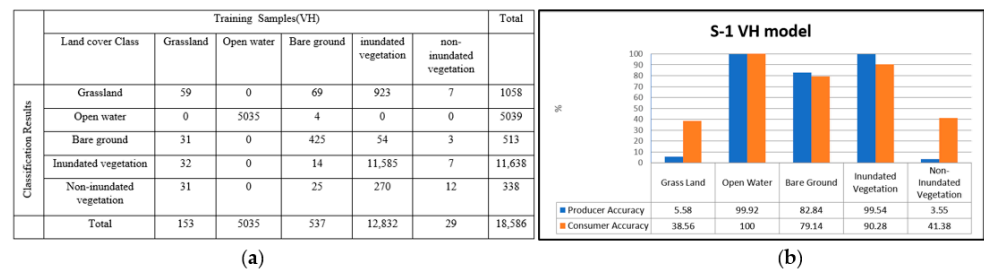 Training Samples(VH) Total
Land cover Class Grassland Open water Bare ground inundated vegetation non-inundated vegetation
Classification Results
Grassland 59 0 69 923 7 1058
Open water 0 5035 4 0 0 5039
Bare ground 31 0 425 54 3 513
Inundated vegetation 32 0 14 11,585 7 11,638
Non-inundated vegetation 31 0 25 270 12 338
Total 153 5035 537 12,832 29 18,586
(a)
S-1 VH model
100
90
80
70
60
50
40
30
20
10
0
%
Grass Land Open Water Bare Ground Inundated Vegetation Non-Inundated Vegetation
Producer Accuracy 5.58 99.92 82.84 99.54 3.55
Consumer Accuracy 38.56 100 79.14 90.28 41.38
(b)